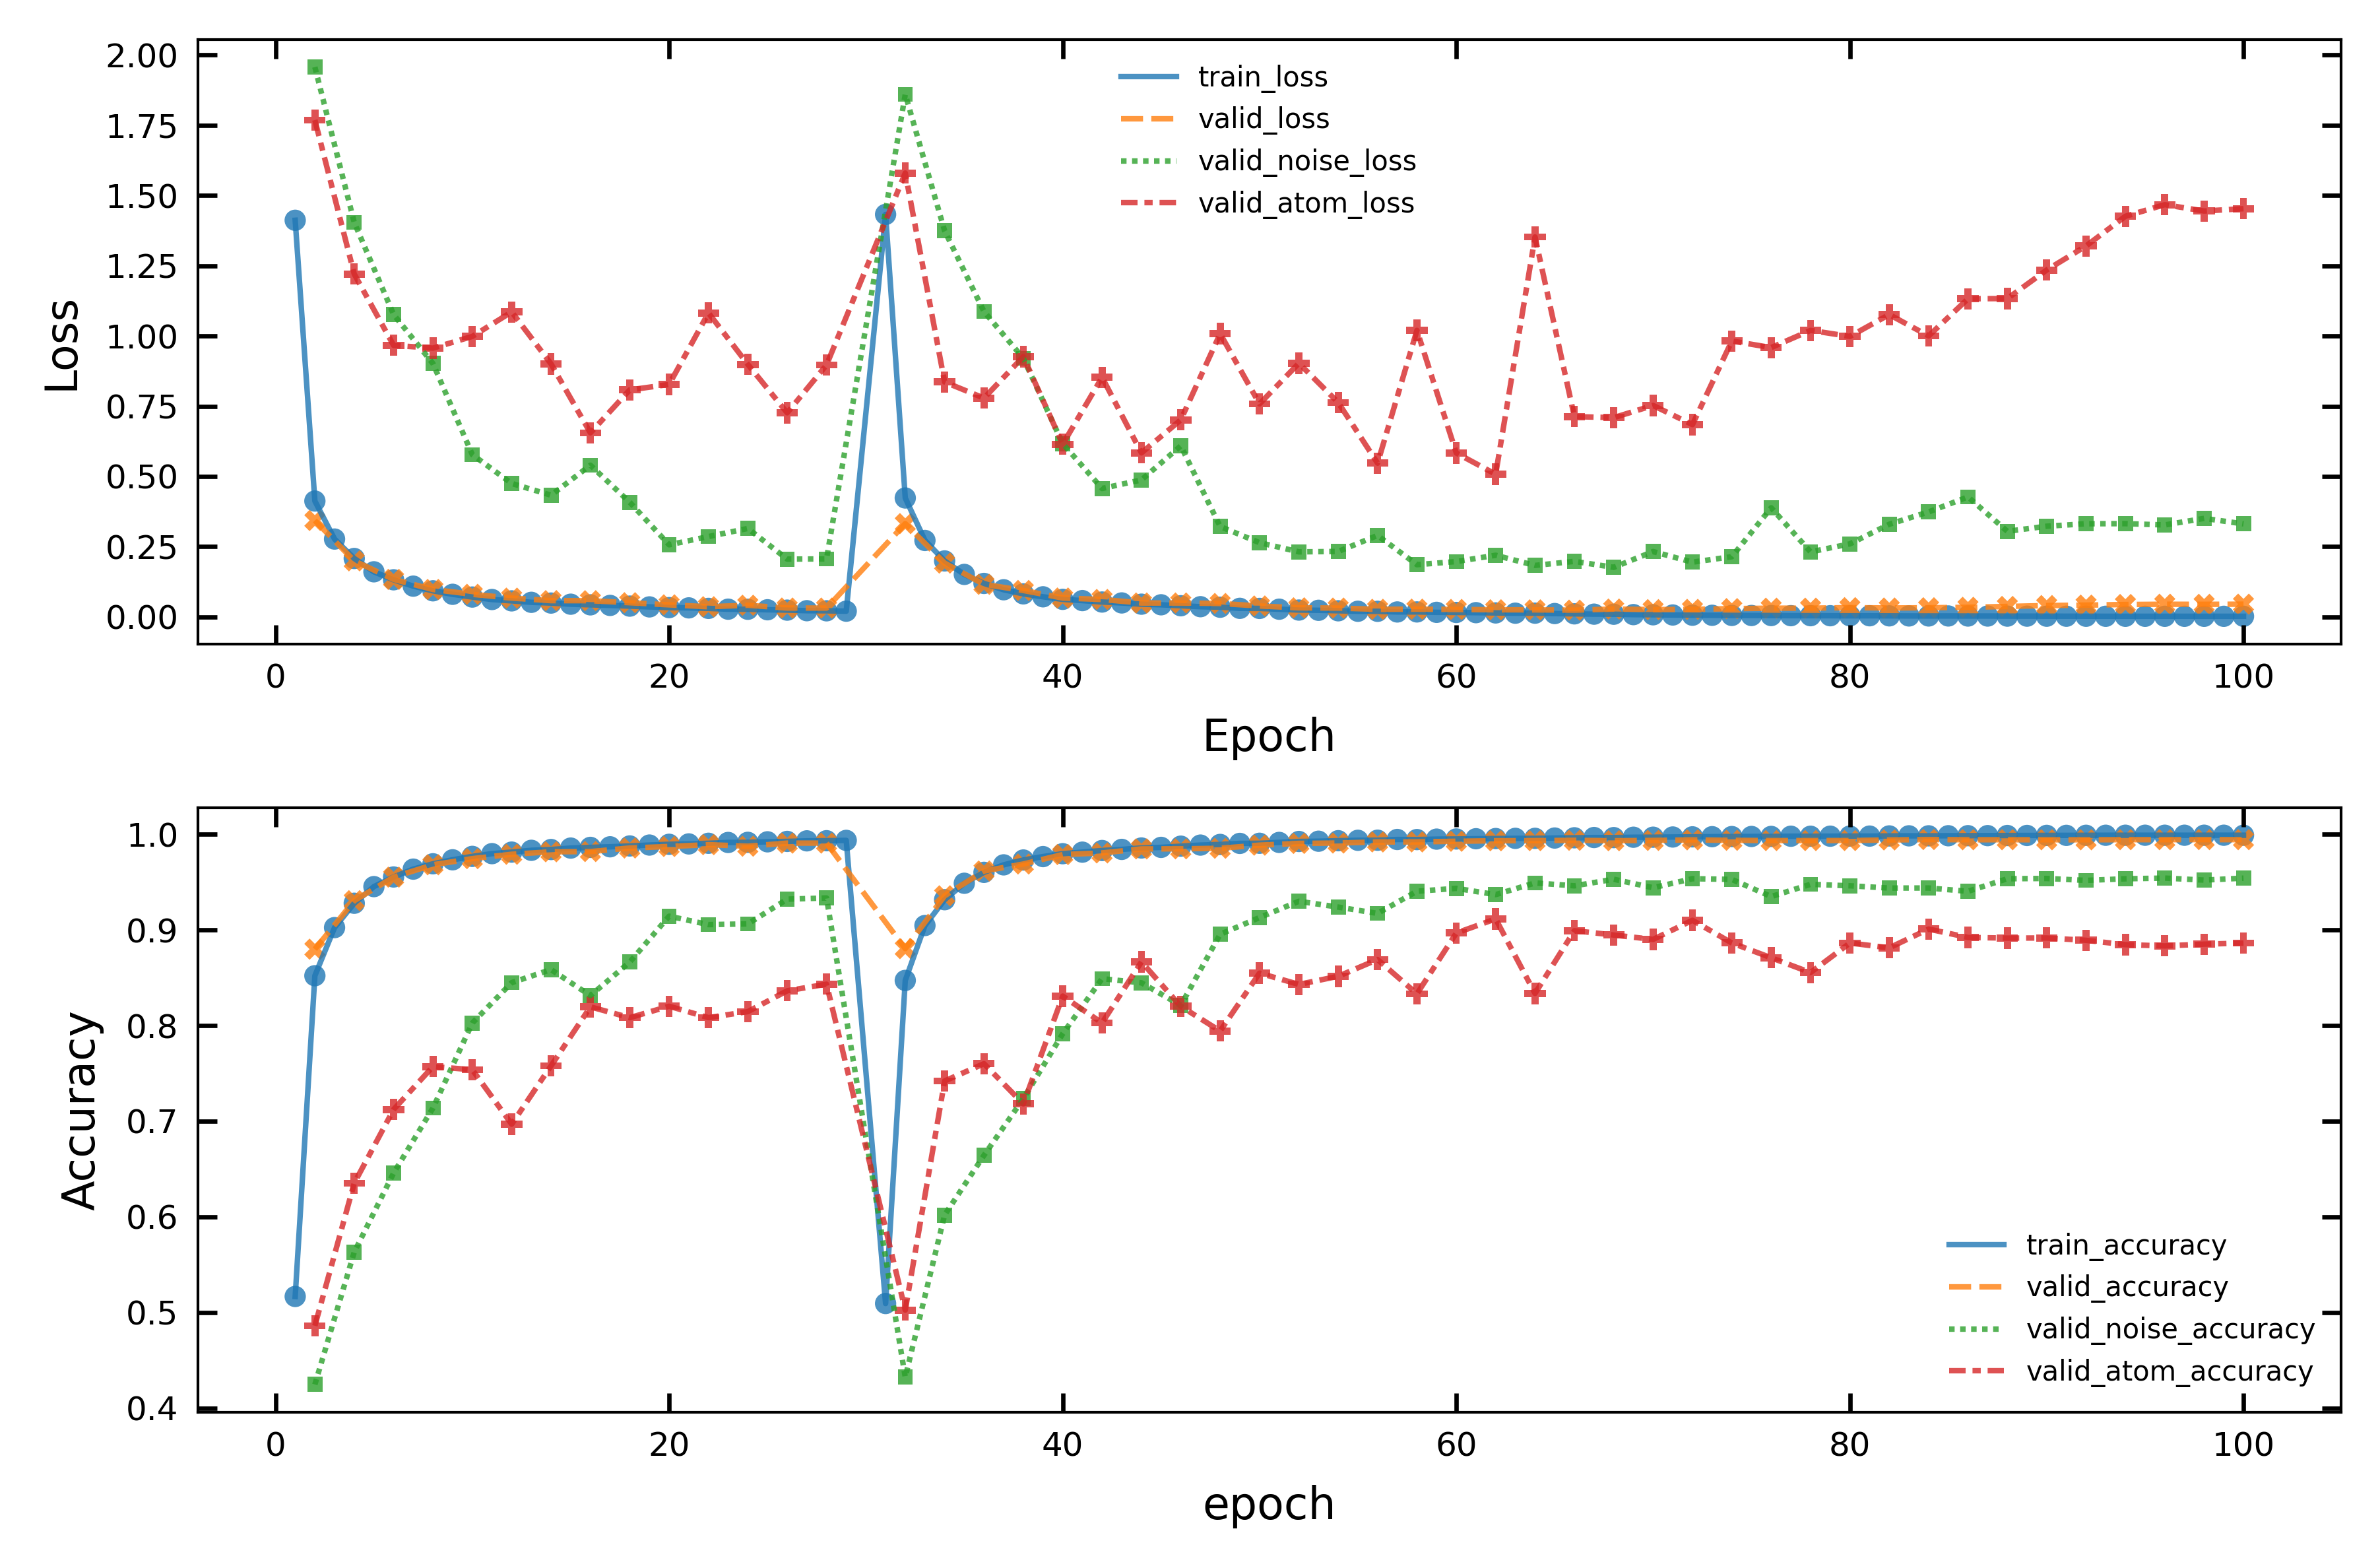 2.00
1.75
1.50
1.25
1.00
0.75
0.50
0.25
0.00
Loss
train_loss
valid_loss
valid_noise_loss
valid_atom_loss
0 20 40 60 80 100
Epoch
1.0
0.9
0.8
0.7
0.6
0.5
0.4
Accuracy
train_accuracy
valid_accuracy
valid_noise_accuracy
valid_atom_accuracy
0 20 40 60 80 100
epoch